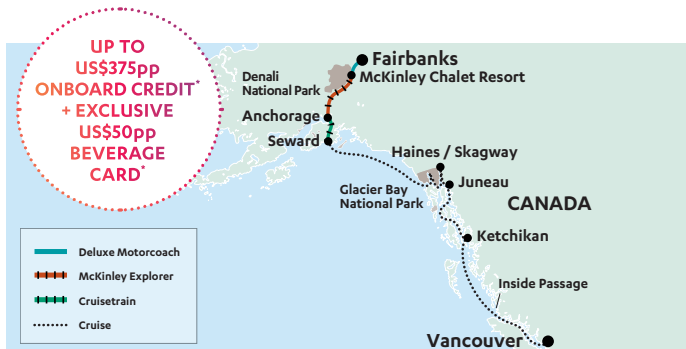 UP TO
US$375pp
ONBOARD CREDIT*
+ EXCLUSIVE
US$50pp
BEVERAGE
CARD*
Fairbanks
McKinley Chalet Resort
Denali
National Park
Anchorage
Seward
Haines / Skagway
Glacier Bay
National Park
Juneau
CANADA
Ketchikan
Inside Passage
Vancouver
Deluxe Motorcoach
McKinley Explorer
Cruisetrain
Cruise